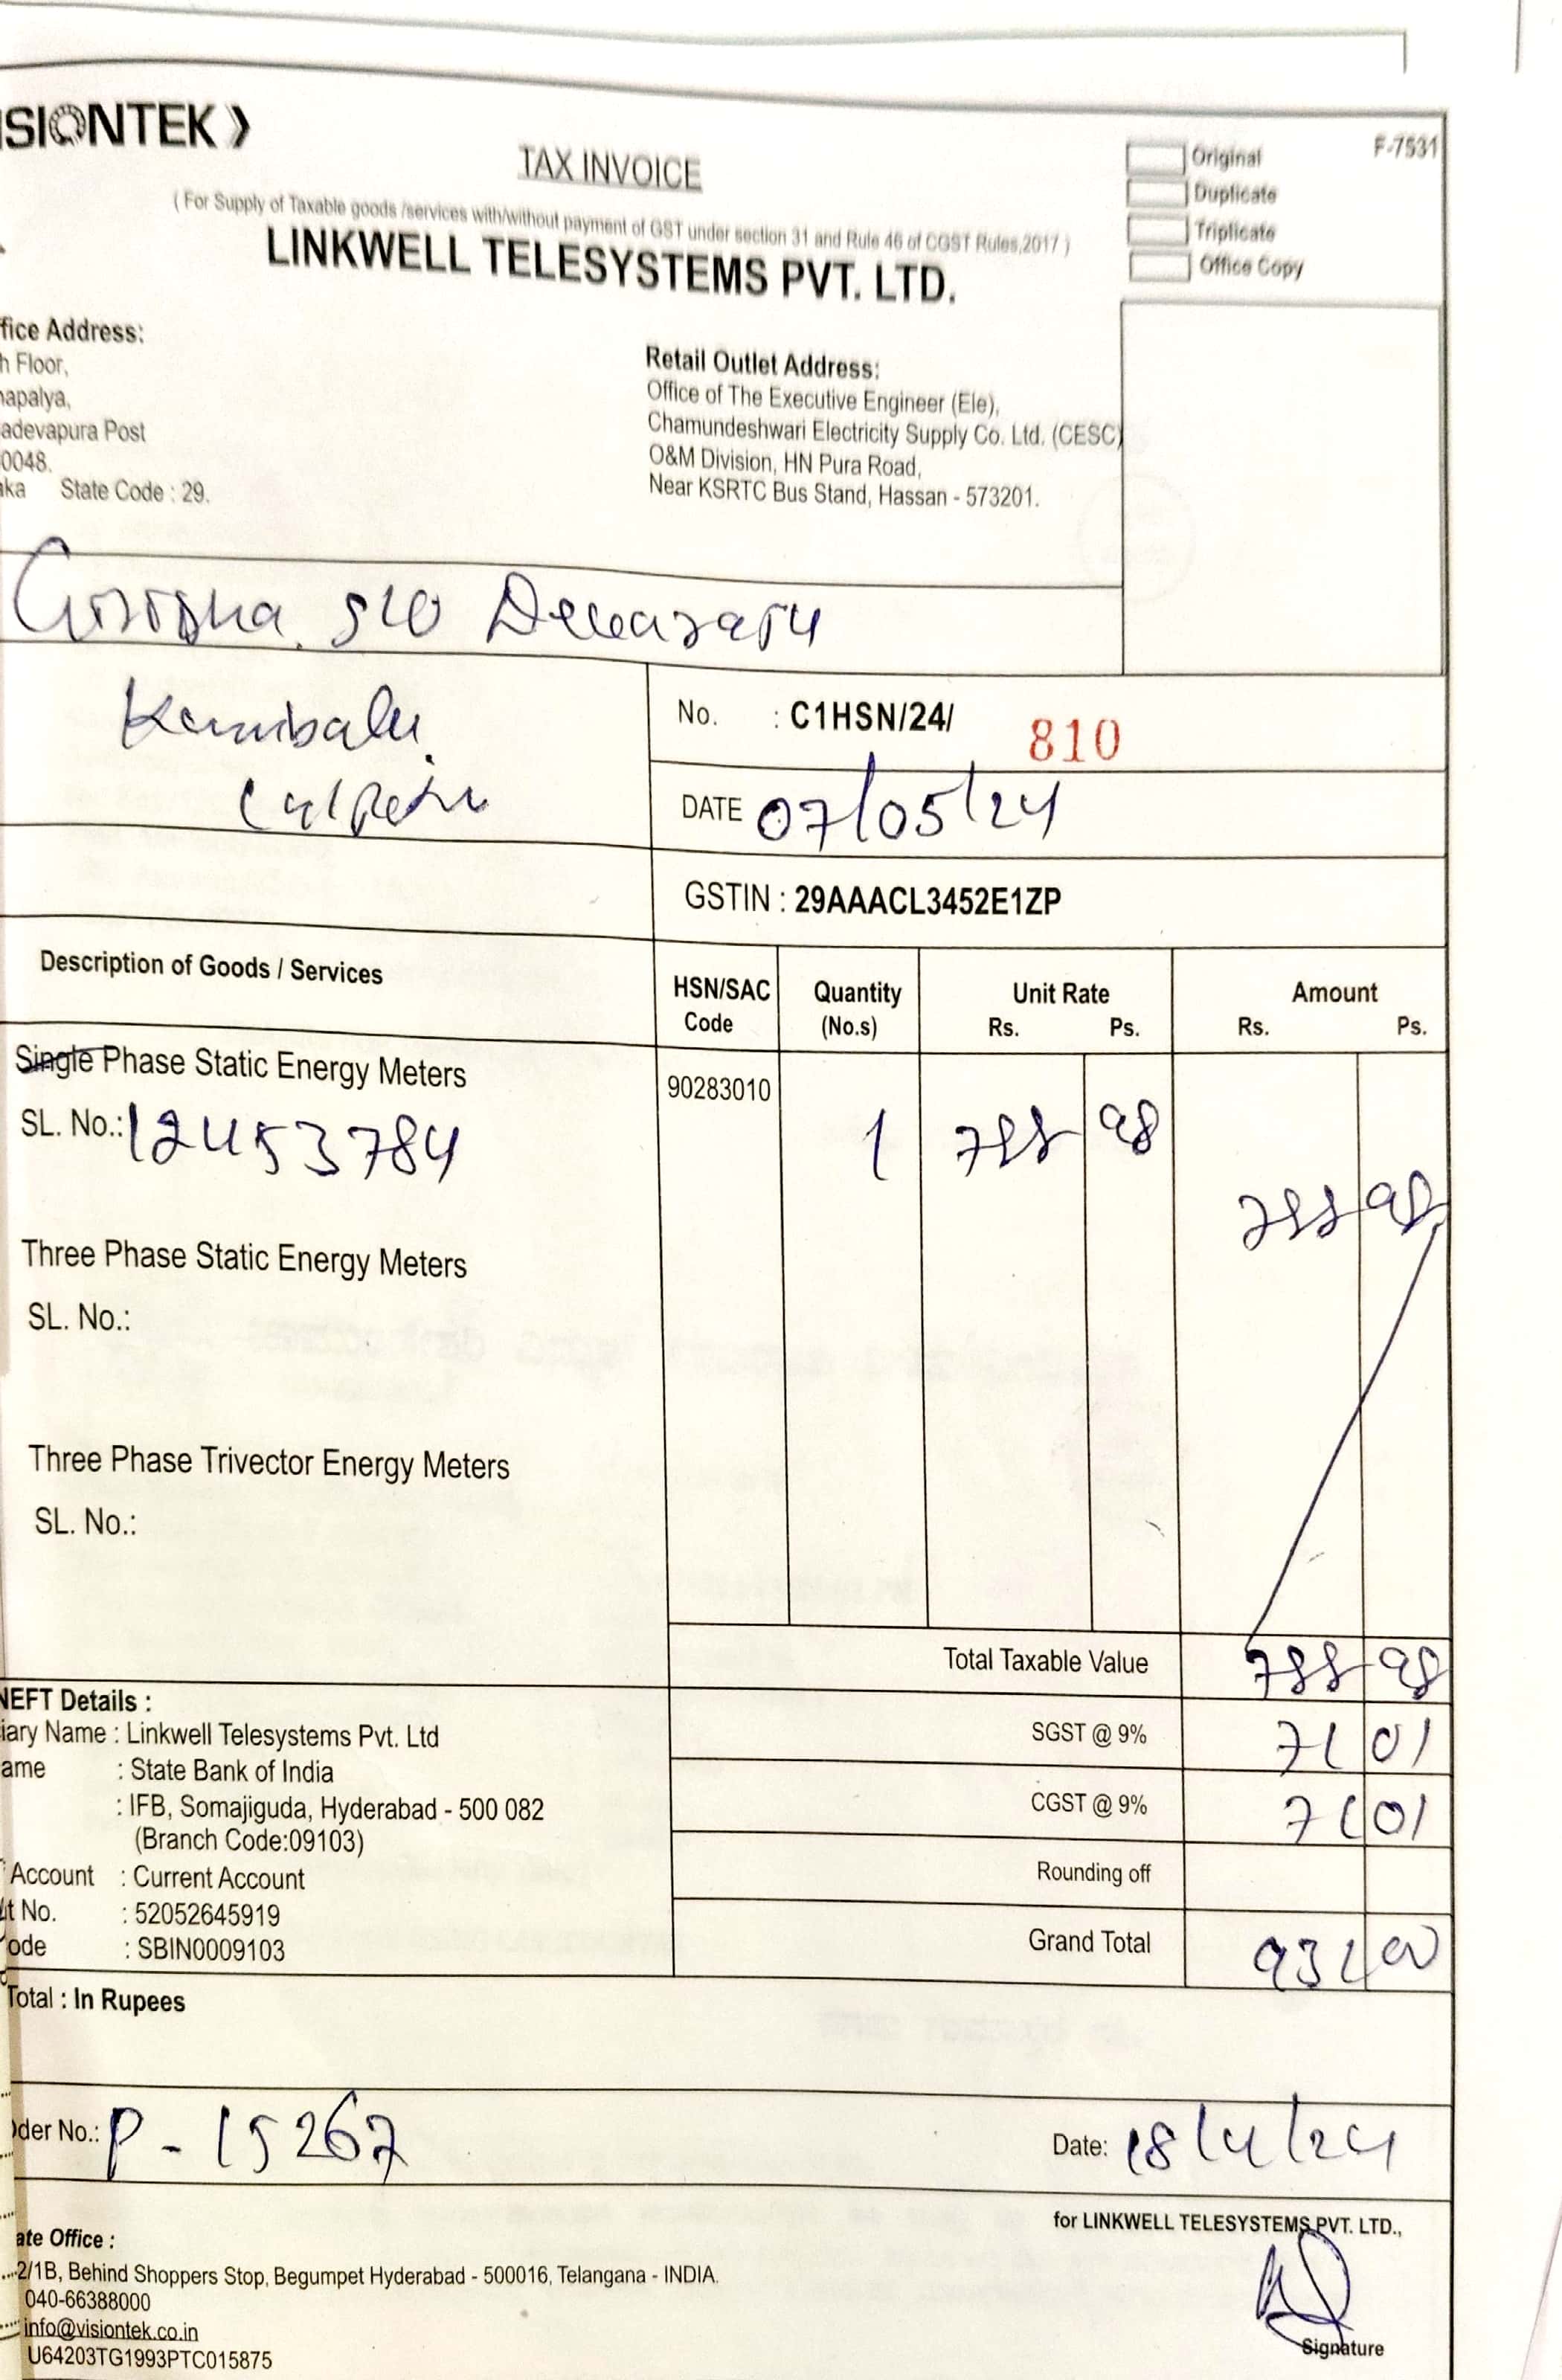 SIONTEK
F-7531
TAX INVOICE
Original
Duplicate
Triplicate
Office Copy
( For Supply of Taxable goods /services with/without payment of GST under section 31 and Rule 46 of CGST Rules,2017 )
LINKWELL TELESYSTEMS PVT. LTD.
fice Address:
h Floor,
apalya,
adevapura Post
0048.
ka State Code : 29.
Retail Outlet Address:
Office of The Executive Engineer (Ele),
Chamundeshwari Electricity Supply Co. Ltd. (CESC)
O&M Division, HN Pura Road,
Near KSRTC Bus Stand, Hassan - 573201.
No. : C1HSN/24/ 810
DATE 07/05/24
GSTIN : 29AAACL3452E1ZP
Description of Goods / Services HSN/SAC Code Quantity (No.s) Unit Rate Rs. Ps. Amount Rs. Ps.
Single Phase Static Energy Meters 90283010
SL. No.: 12453784 1 788 98 788 98
Three Phase Static Energy Meters
SL. No.:
Three Phase Trivector Energy Meters
SL. No.:
Total Taxable Value 788 98
NEFT Details :
iary Name : Linkwell Telesystems Pvt. Ltd
ame : State Bank of India
: IFB, Somajiguda, Hyderabad - 500 082
(Branch Code:09103)
Account : Current Account
t No. : 52052645919
ode : SBIN0009103
SGST @ 9% 71 01
CGST @ 9% 71 01
Rounding off
Grand Total 931 00
Total : In Rupees
der No.: P - 15267 Date: 18/4/24
for LINKWELL TELESYSTEMS PVT. LTD.,
ate Office :
2/1B, Behind Shoppers Stop, Begumpet Hyderabad - 500016, Telangana - INDIA.
040-66388000
info@visiontek.co.in
U64203TG1993PTC015875
Signature